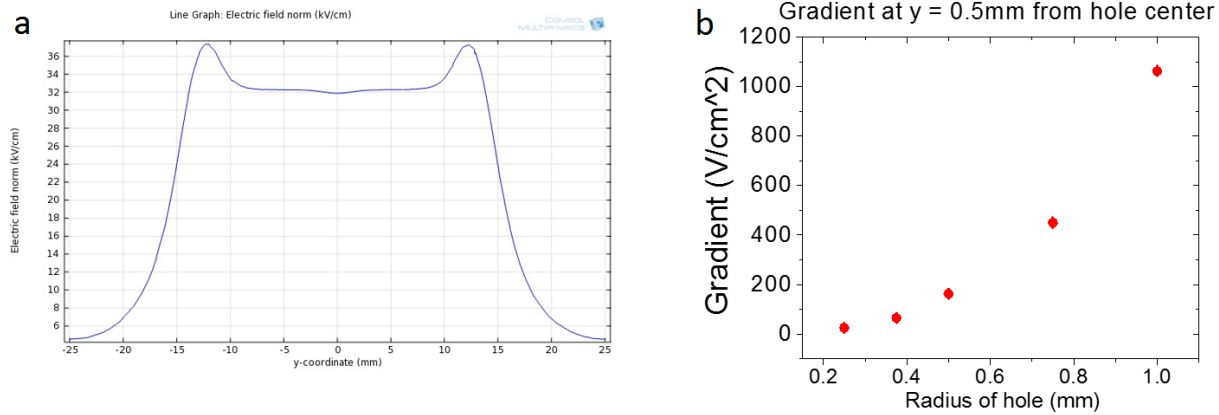 a
Line Graph: Electric field norm (kV/cm)
COMSOL
MULTIPHYSICS
Electric field norm (kV/cm)
36
34
32
30
28
26
24
22
20
18
16
14
12
10
8
6
-25 -20 -15 -10 -5 0 5 10 15 20 25
y-coordinate (mm)
b
Gradient at y = 0.5mm from hole center
Gradient (V/cm^2)
1200
1000
800
600
400
200
0
0.2 0.4 0.6 0.8 1.0
Radius of hole (mm)